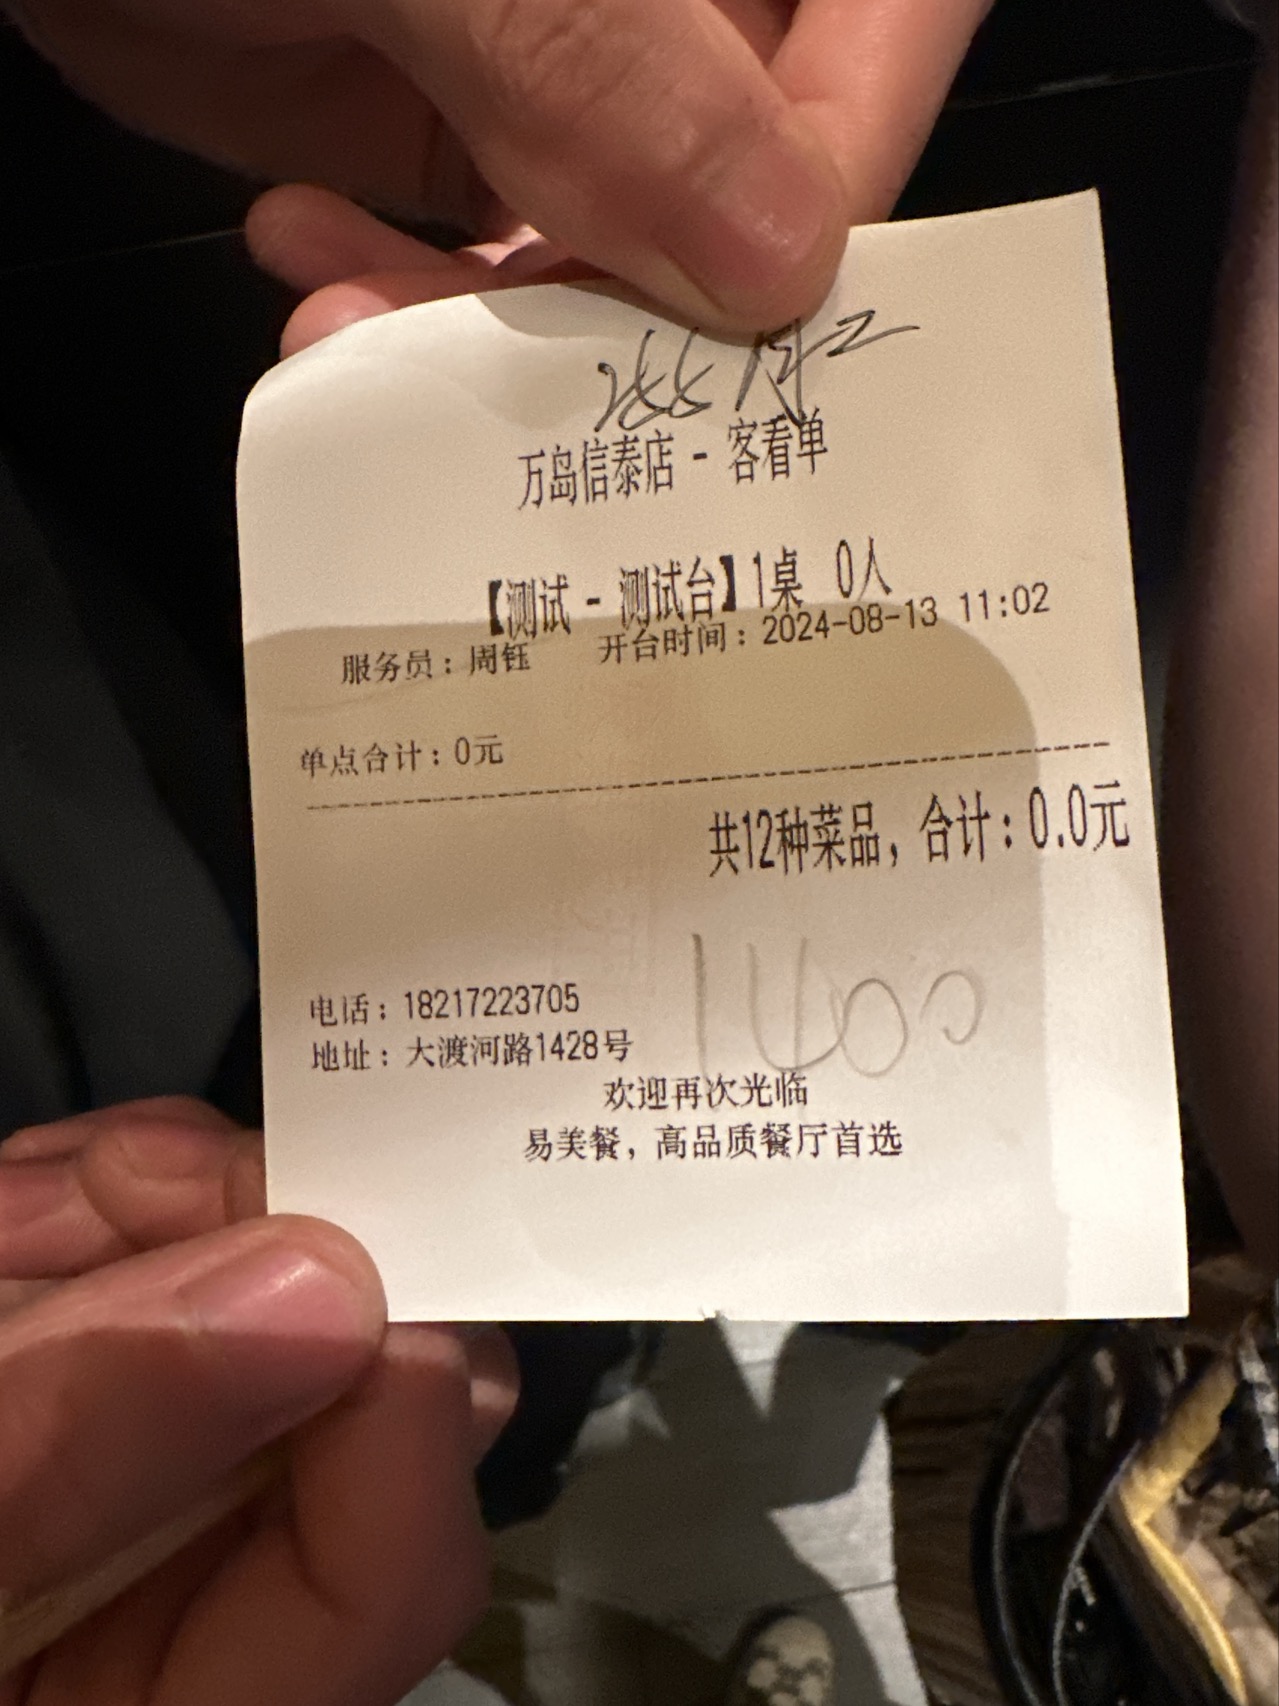 万岛信泰店 - 客看单
【测试 - 测试台】1桌 0人
服务员：周钰 开台时间：2024-08-13 11:02
单点合计：0元
共12种菜品，合计：0.0元
1400
电话：18217223705
地址：大渡河路1428号
欢迎再次光临
易美餐，高品质餐厅首选